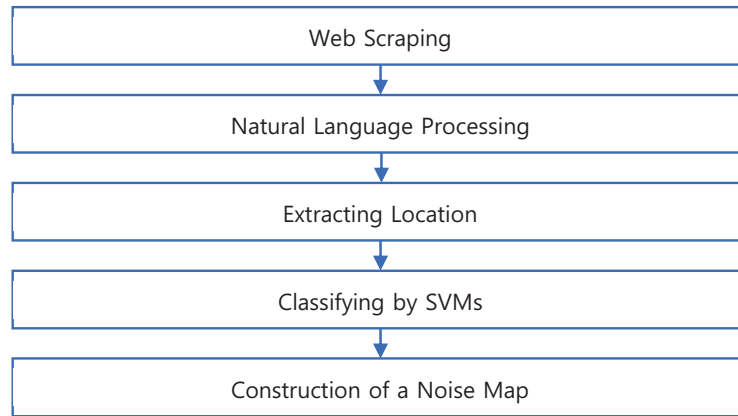 Web Scraping
Natural Language Processing
Extracting Location
Classifying by SVMs
Construction of a Noise Map